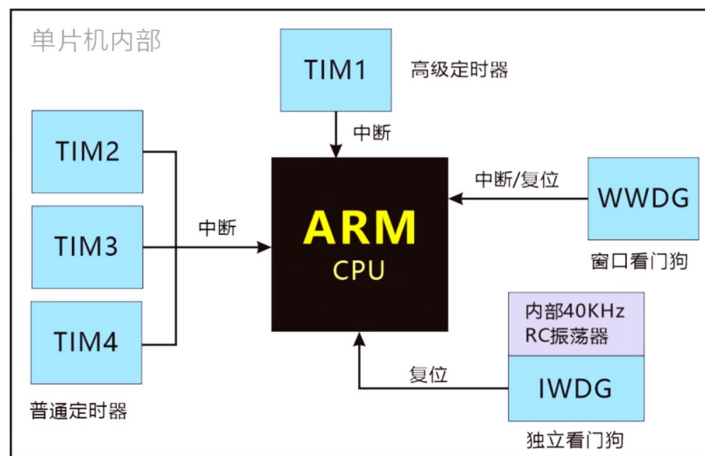 单片机内部
TIM1
高级定时器
中断
TIM2
TIM3
TIM4
普通定时器
中断
ARM
CPU
中断/复位
WWDG
窗口看门狗
内部40KHz
RC振荡器
复位
IWDG
独立看门狗